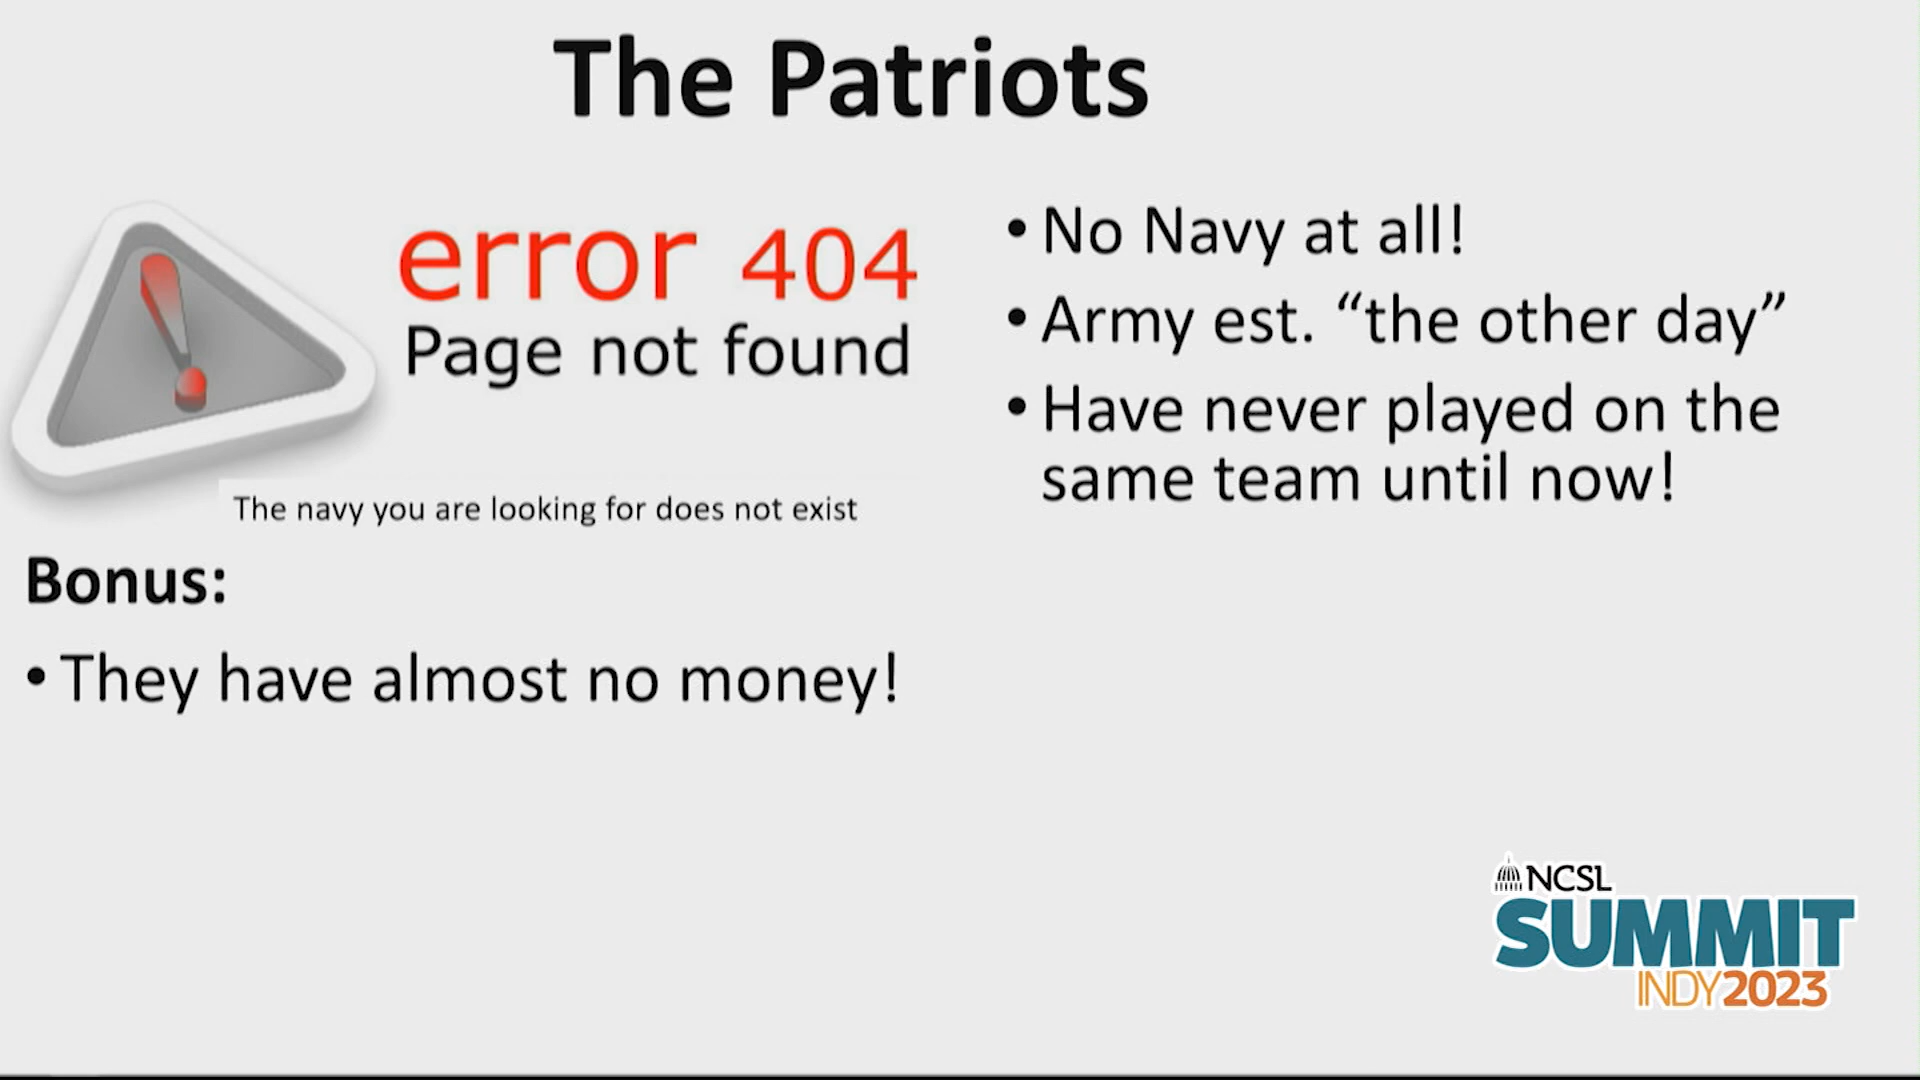 The Patriots
error 404
Page not found
The navy you are looking for does not exist
• No Navy at all!
• Army est. “the other day”
• Have never played on the
same team until now!
Bonus:
• They have almost no money!
NCSL
SUMMIT
INDY2023